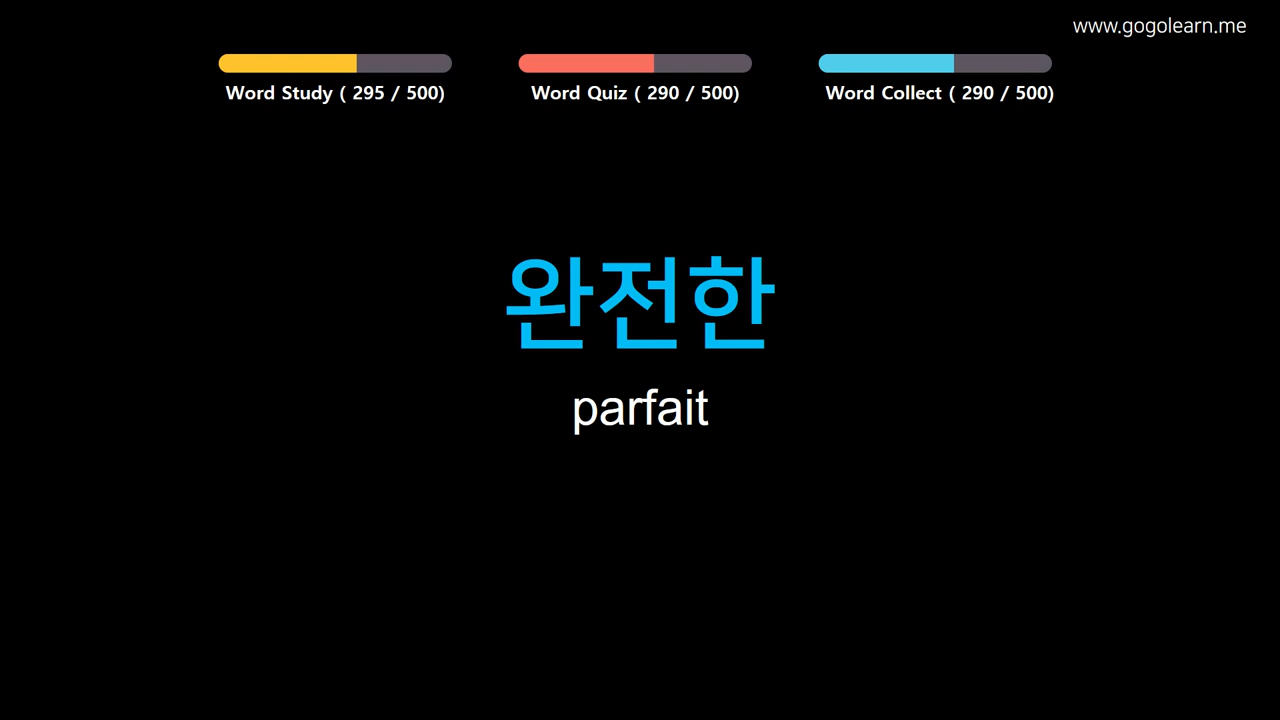 www.gogolearn.me
Word Study ( 295 / 500)
Word Quiz ( 290 / 500)
Word Collect ( 290 / 500)
완전한
parfait